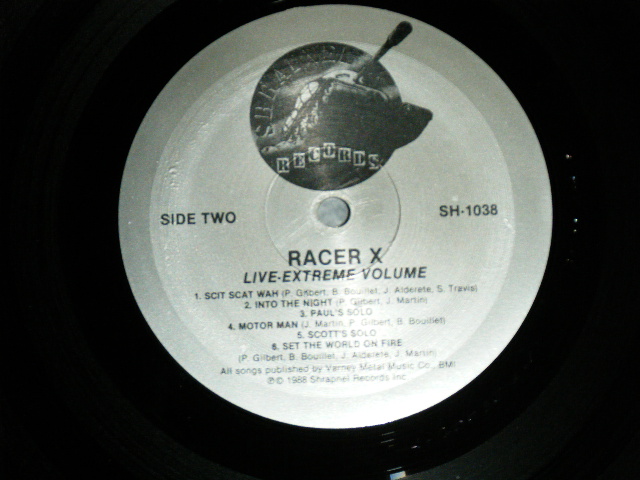 SHRAPNEL
RECORDS
SIDE TWO
SH-1038
RACER X
LIVE-EXTREME VOLUME
1. SCIT SCAT WAH (P. Gilbert, B. Bouillet, J. Alderete, S. Travis)
2. INTO THE NIGHT (P. Gilbert, J. Martin)
3. PAUL'S SOLO
4. MOTOR MAN (J. Martin, P. Gilbert, B. Bouillet)
5. SCOTT'S SOLO
6. SET THE WORLD ON FIRE
(P. Gilbert, B. Bouillet, J. Alderete, J. Martin)
All songs published by Varney Metal Music Co., BMI
℗© 1988 Shrapnel Records Inc.